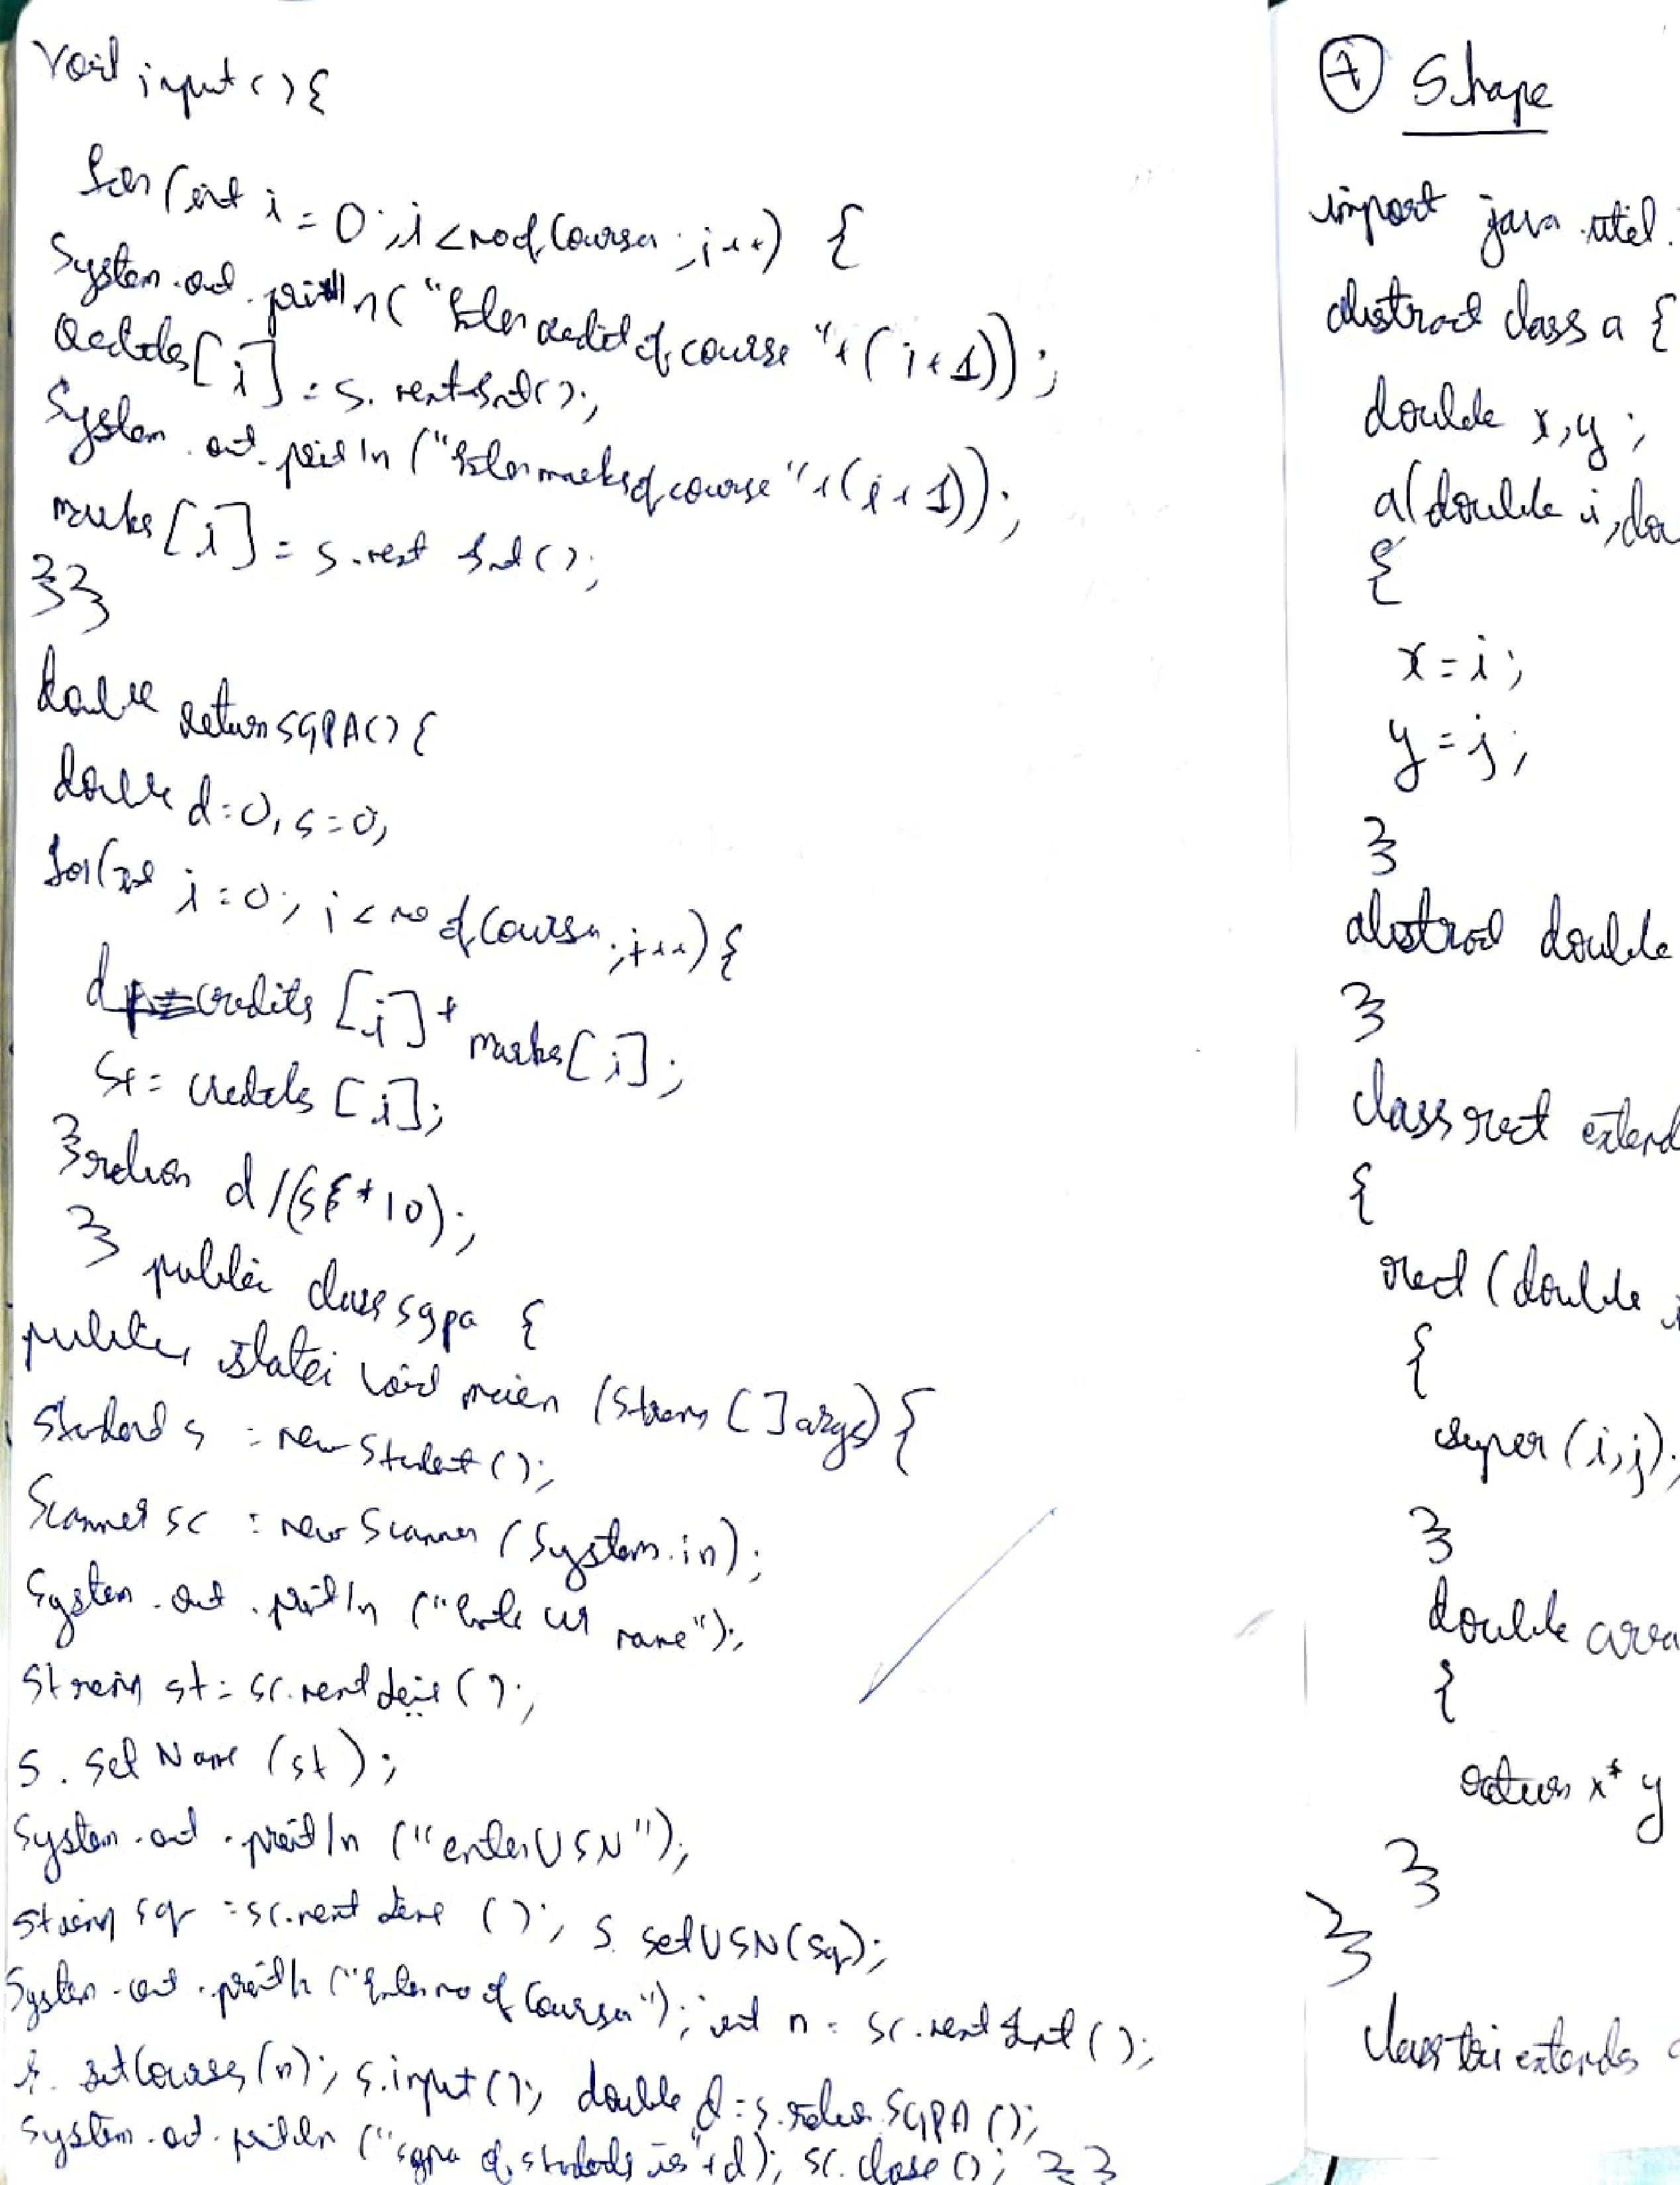 void input(){
for(int i=0;i<noofCourses;i++) {
System.out.println("Enter credit of course"+(i+1));
credits[i]=s.nextInt();
System.out.println("Enter marks of course"+(i+1));
marks[i]=s.nextInt();
}}
double returnSGPA(){
double d=0,s=0;
for(int i=0;i<noofCourses;i++){
d+=credits[i]*marks[i];
s+=credits[i];
}return d/(s*10);
} public class sgpa {
public static void main(String[]args){
Student s=new Student();
Scanner sc=new Scanner(System.in);
System.out.println(" name");
String st=sc.nextLine();
s.setName(st);
System.out.println("enter USN");
String sq=sc.nextLine(); s.setUSN(sq);
System.out.println("Enter no of Courses"); int n=sc.nextInt();
s.setCourses(n); s.input(); double d=s.returnSGPA();
System.out.println("sgpa of students is"+d); sc.close(); }}
7 Shape
import java.util.
abstract class a {
double x,y;
a(double i,do
{
x=i;
y=j;
}
abstract double
}
class rect extend
{
rect(double
{
super(i,j);
}
double area
{
return x*y
}
}
class tri extends